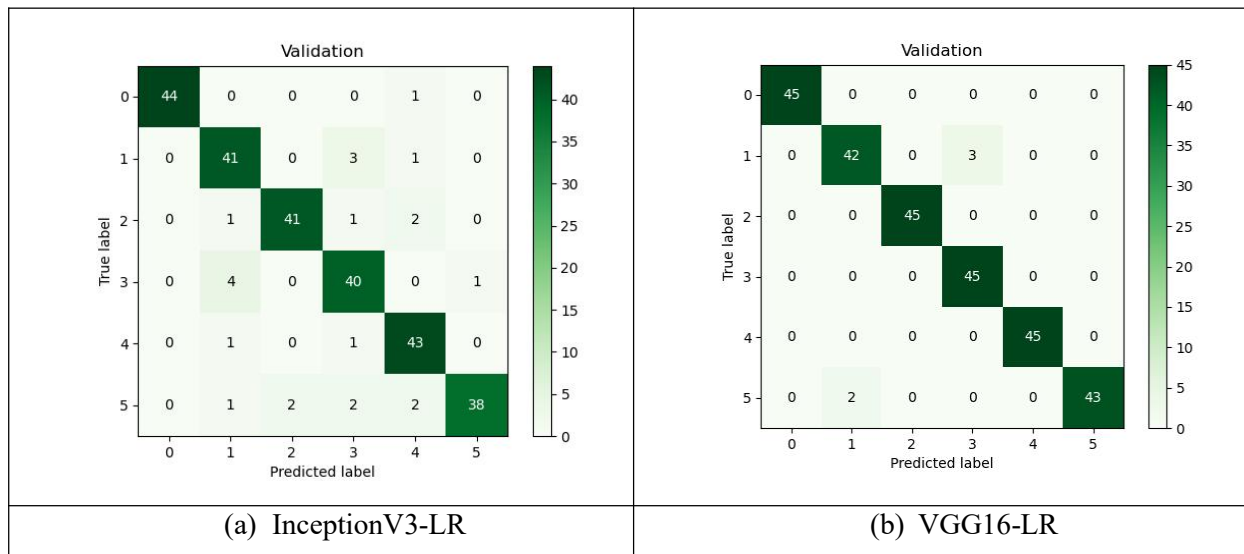 Validation
0 44 0 0 0 1 0
1 0 41 0 3 1 0
2 0 1 41 1 2 0
3 0 4 0 40 0 1
4 0 1 0 1 43 0
5 0 1 2 2 2 38
0 1 2 3 4 5
True label
Predicted label
40
35
30
25
20
15
10
5
0
(a) InceptionV3-LR
Validation
0 45 0 0 0 0 0
1 0 42 0 3 0 0
2 0 0 45 0 0 0
3 0 0 0 45 0 0
4 0 0 0 0 45 0
5 0 2 0 0 0 43
0 1 2 3 4 5
True label
Predicted label
45
40
35
30
25
20
15
10
5
0
(b) VGG16-LR